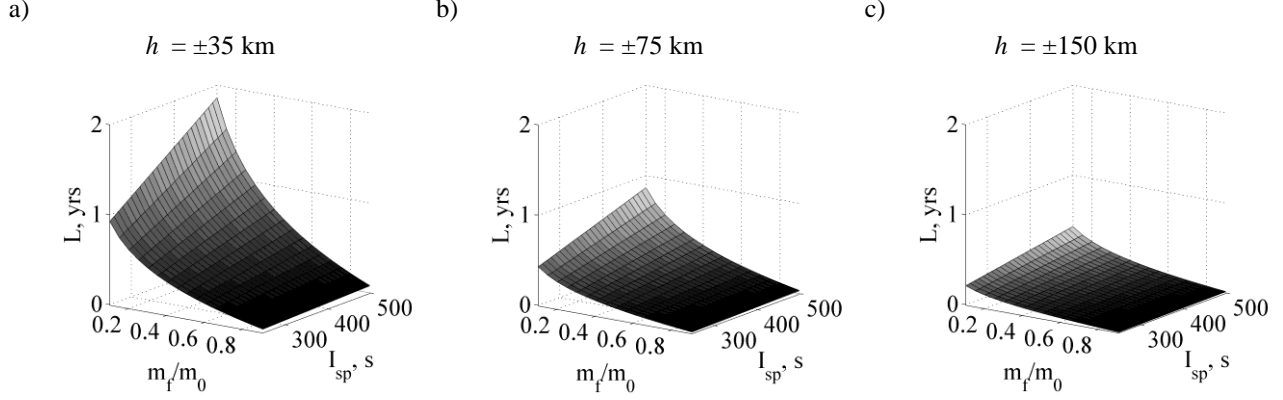 a)
h = ±35 km
L, yrs
2
1
0
0.2 0.4 0.6 0.8
m_f/m_0
300 400 500
I_sp, s
b)
h = ±75 km
L, yrs
2
1
0
0.2 0.4 0.6 0.8
m_f/m_0
300 400 500
I_sp, s
c)
h = ±150 km
L, yrs
2
1
0
0.2 0.4 0.6 0.8
m_f/m_0
300 400 500
I_sp, s